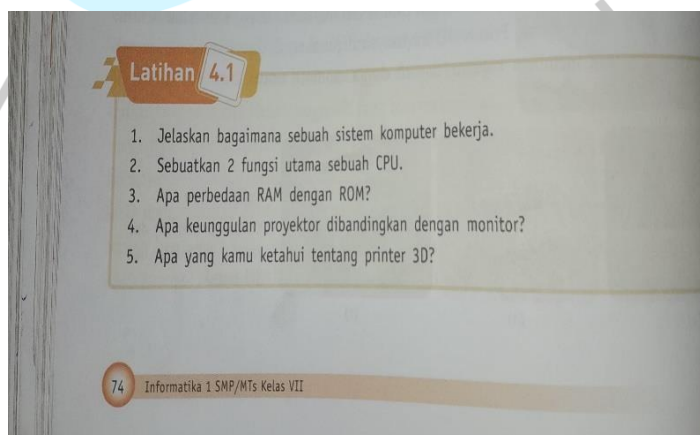 Latihan 4.1
1. Jelaskan bagaimana sebuah sistem komputer bekerja.
2. Sebuatkan 2 fungsi utama sebuah CPU.
3. Apa perbedaan RAM dengan ROM?
4. Apa keunggulan proyektor dibandingkan dengan monitor?
5. Apa yang kamu ketahui tentang printer 3D?
74 Informatika 1 SMP/MTs Kelas VII